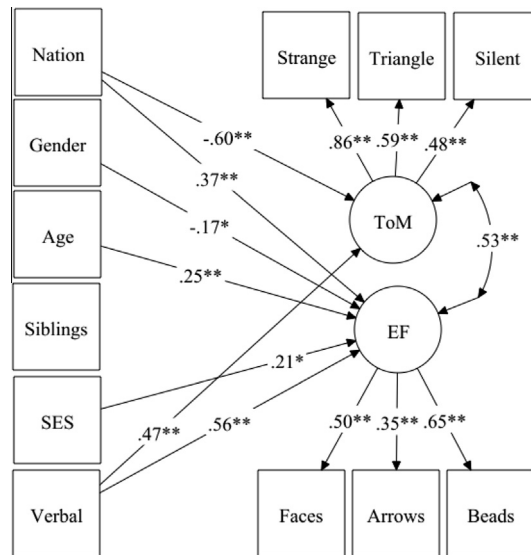 Nation
Strange
Triangle
Silent
Gender
-.60**
.86**
.59**
.48**
.37**
Age
-.17*
ToM
.53**
.25**
Siblings
EF
SES
.21*
.47**
.56**
.50**
.35**
.65**
Verbal
Faces
Arrows
Beads